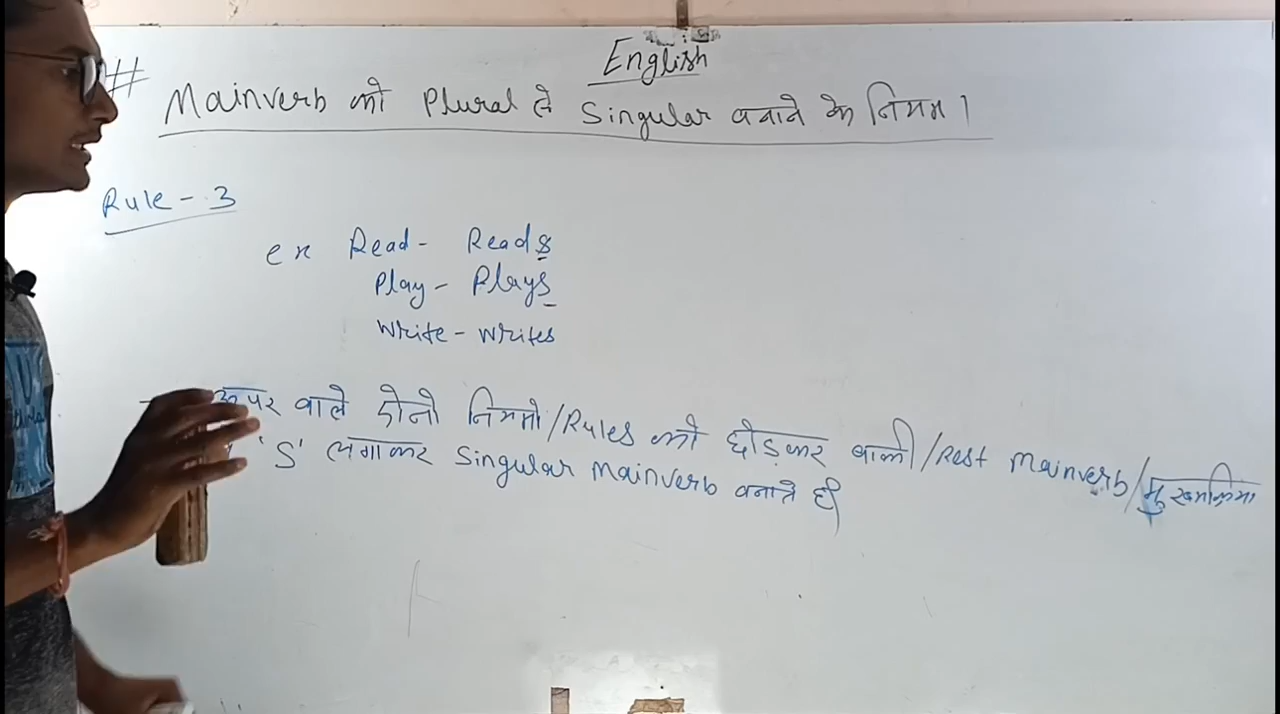 English
# Mainverb को Plural से Singular बनाने के नियम।
Rule - 3
ex Read - Reads
Play - Plays
Write - writes
ऊपर वाले दोनो नियमो/Rules को छोड़कर बाकी/Rest mainverb/मुख्यक्रिया
'S' लगाकर Singular mainverb बनाते हैं